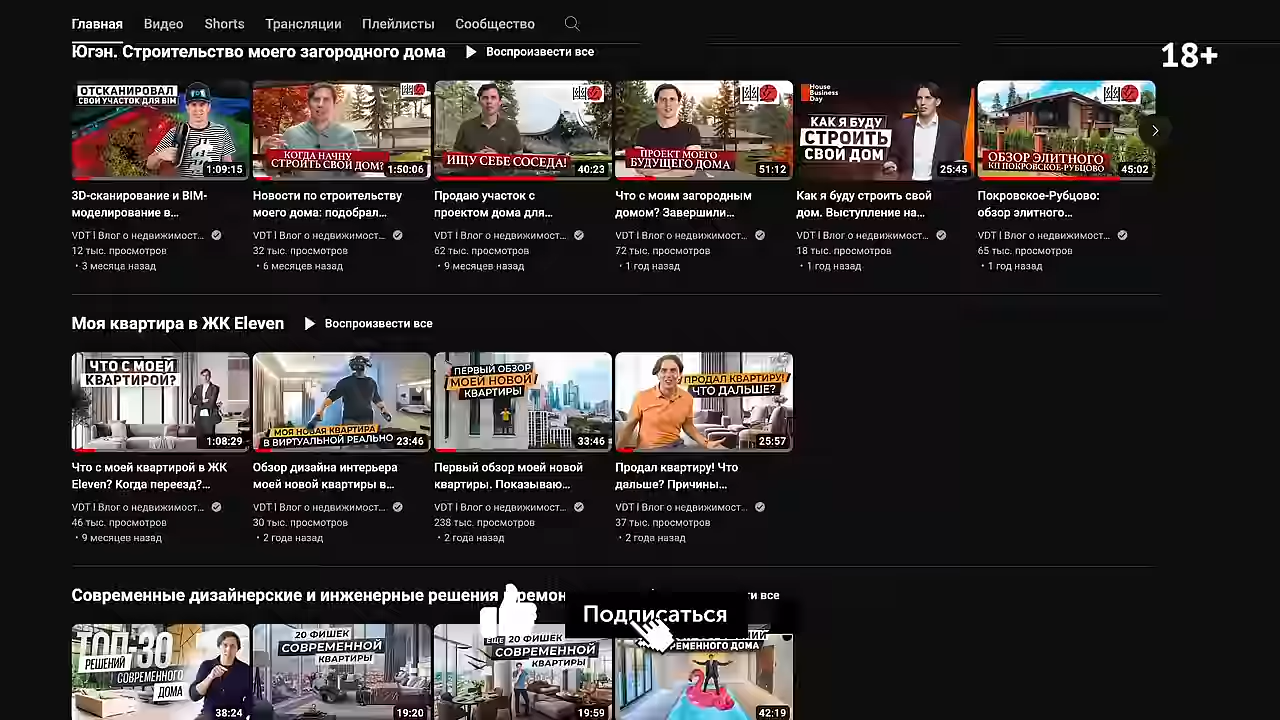 Главная Видео Shorts Трансляции Плейлисты Сообщество
18+
Югэн. Строительство моего загородного дома Воспроизвести все
ОТСКАНИРОВАЛ
СВОЙ УЧАСТОК ДЛЯ BIM
1:09:15
КОГДА НАЧНУ
СТРОИТЬ СВОЙ ДОМ?
1:50:06
ИЩУ СЕБЕ СОСЕДА!
40:23
ПРОЕКТ МОЕГО
БУДУЩЕГО ДОМА
51:12
House
Business
Day
КАК Я БУДУ
СТРОИТЬ
СВОЙ ДОМ
25:45
ОБЗОР ЭЛИТНОГО
КП ПОКРОВСКОЕ-РУБЦОВО
45:02
3D-сканирование и BIM-
моделирование в...
VDT l Влог о недвижимост...
12 тыс. просмотров
• 3 месяца назад
Новости по строительству
моего дома: подобрал...
VDT l Влог о недвижимост...
32 тыс. просмотров
• 6 месяцев назад
Продаю участок с
проектом дома для...
VDT l Влог о недвижимост...
62 тыс. просмотров
• 9 месяцев назад
Что с моим загородным
домом? Завершили...
VDT l Влог о недвижимост...
72 тыс. просмотров
• 1 год назад
Как я буду строить свой
дом. Выступление на...
VDT l Влог о недвижимост...
18 тыс. просмотров
• 1 год назад
Покровское-Рубцово:
обзор элитного...
VDT l Влог о недвижимост...
65 тыс. просмотров
• 1 год назад
Моя квартира в ЖК Eleven Воспроизвести все
ЧТО С МОЕЙ
КВАРТИРОЙ?
1:08:29
МОЯ НОВАЯ КВАРТИРА
В ВИРТУАЛЬНОЙ РЕАЛЬНО
23:46
ПЕРВЫЙ ОБЗОР
МОЕЙ НОВОЙ
КВАРТИРЫ
33:46
ПРОДАЛ КВАРТИРУ!
ЧТО ДАЛЬШЕ?
25:57
Что с моей квартирой в ЖК
Eleven? Когда переезд?...
VDT l Влог о недвижимост...
46 тыс. просмотров
• 9 месяцев назад
Обзор дизайна интерьера
моей новой квартиры в...
VDT l Влог о недвижимост...
30 тыс. просмотров
• 2 года назад
Первый обзор моей новой
квартиры. Показываю...
VDT l Влог о недвижимост...
238 тыс. просмотров
• 2 года назад
Продал квартиру! Что
дальше? Причины...
VDT l Влог о недвижимост...
37 тыс. просмотров
• 2 года назад
Современные дизайнерские и инженерные решения
все
Подписаться
ТОП-30
РЕШЕНИЙ
СОВРЕМЕННОГО
ДОМА
38:24
20 ФИШЕК
СОВРЕМЕННОЙ
КВАРТИРЫ
19:20
ЕЩЕ 20 ФИШЕК
СОВРЕМЕННОЙ
КВАРТИРЫ
19:59
РЕМЕННОГО ДОМА
42:19